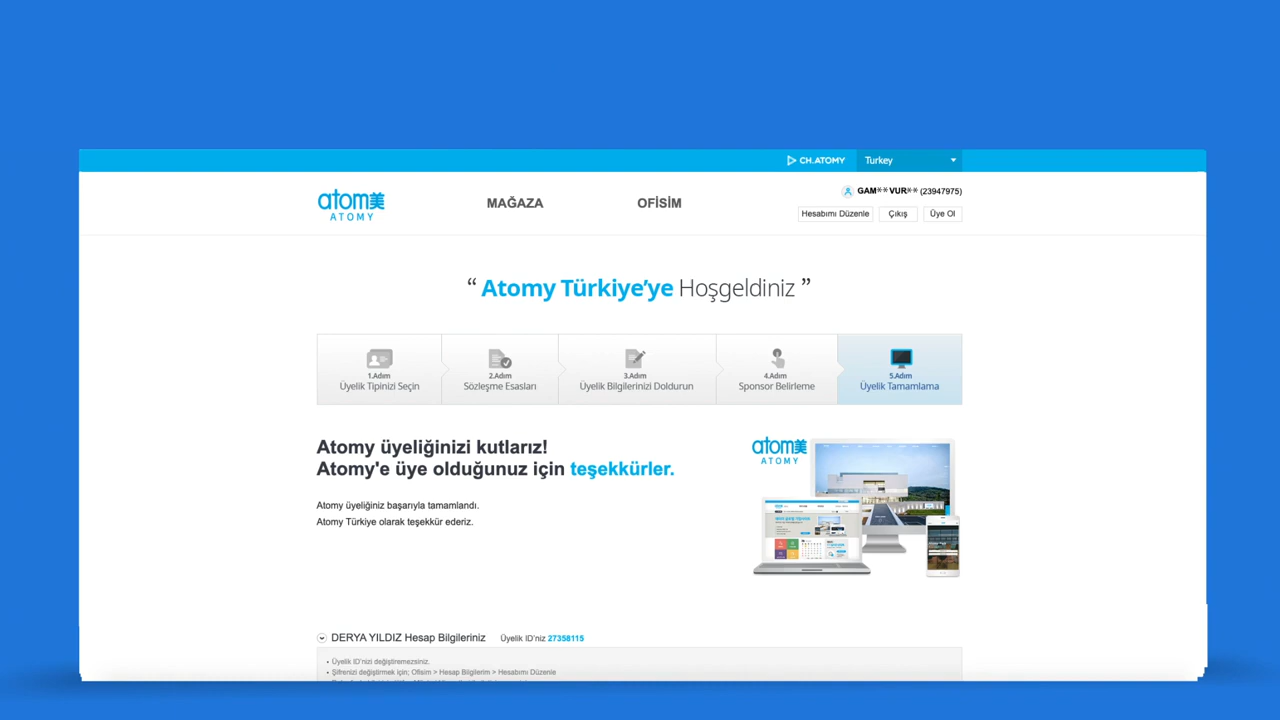 CH.ATOMY
Turkey
atom美
ATOMY
MAĞAZA
OFİSİM
GAM** VUR** (23947975)
Hesabımı Düzenle
Çıkış
Üye Ol
“ Atomy Türkiye’ye Hoşgeldiniz ”
1.Adım
Üyelik Tipinizi Seçin
2.Adım
Sözleşme Esasları
3.Adım
Üyelik Bilgilerinizi Doldurun
4.Adım
Sponsor Belirleme
5.Adım
Üyelik Tamamlama
Atomy üyeliğinizi kutlarız!
Atomy'e üye olduğunuz için teşekkürler.
Atomy üyeliğiniz başarıyla tamamlandı.
Atomy Türkiye olarak teşekkür ederiz.
atom美
ATOMY
DERYA YILDIZ Hesap Bilgileriniz Üyelik ID'niz 27358115
• Üyelik ID'nizi değiştiremezsiniz.
• Şifrenizi değiştirmek için; Ofisim > Hesap Bilgilerim > Hesabımı Düzenle